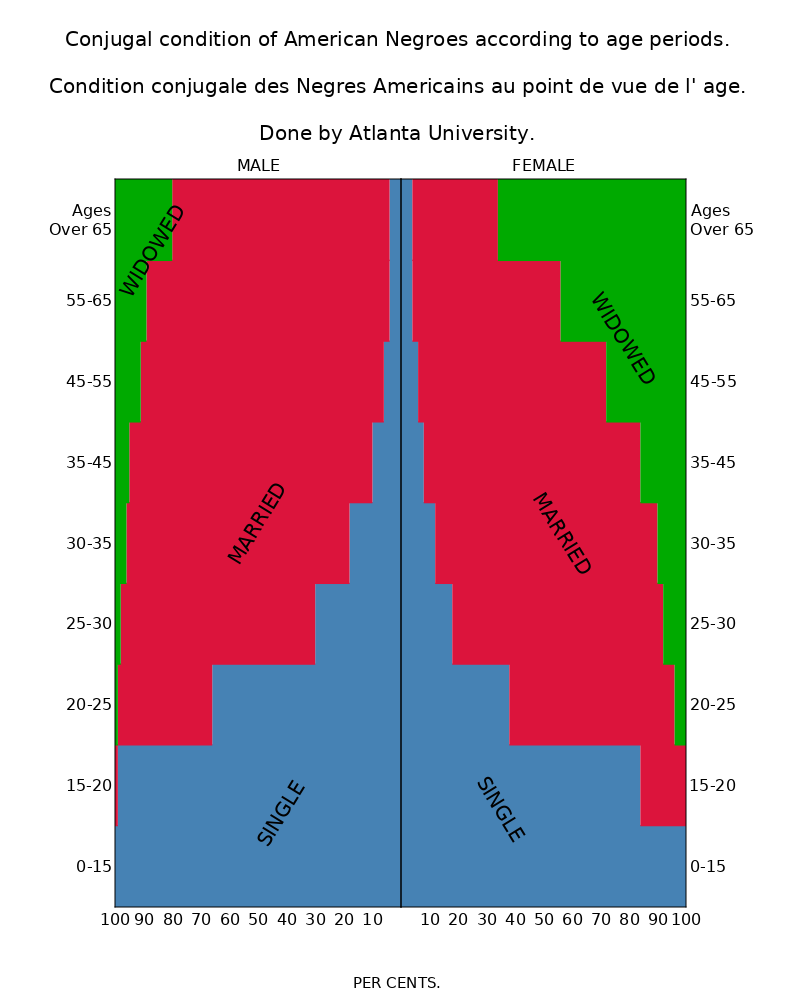 Conjugal condition of American Negroes according to age periods.
Condition conjugale des Negres Americains au point de vue de l' age.
Done by Atlanta University.
MALE FEMALE
Ages
Over 65
Ages
Over 65
WIDOWED
55-65 55-65
WIDOWED
45-55 45-55
35-45 35-45
MARRIED
MARRIED
30-35 30-35
25-30 25-30
20-25 20-25
15-20 15-20
SINGLE
SINGLE
0-15 0-15
100 90 80 70 60 50 40 30 20 10 10 20 30 40 50 60 70 80 90 100
PER CENTS.